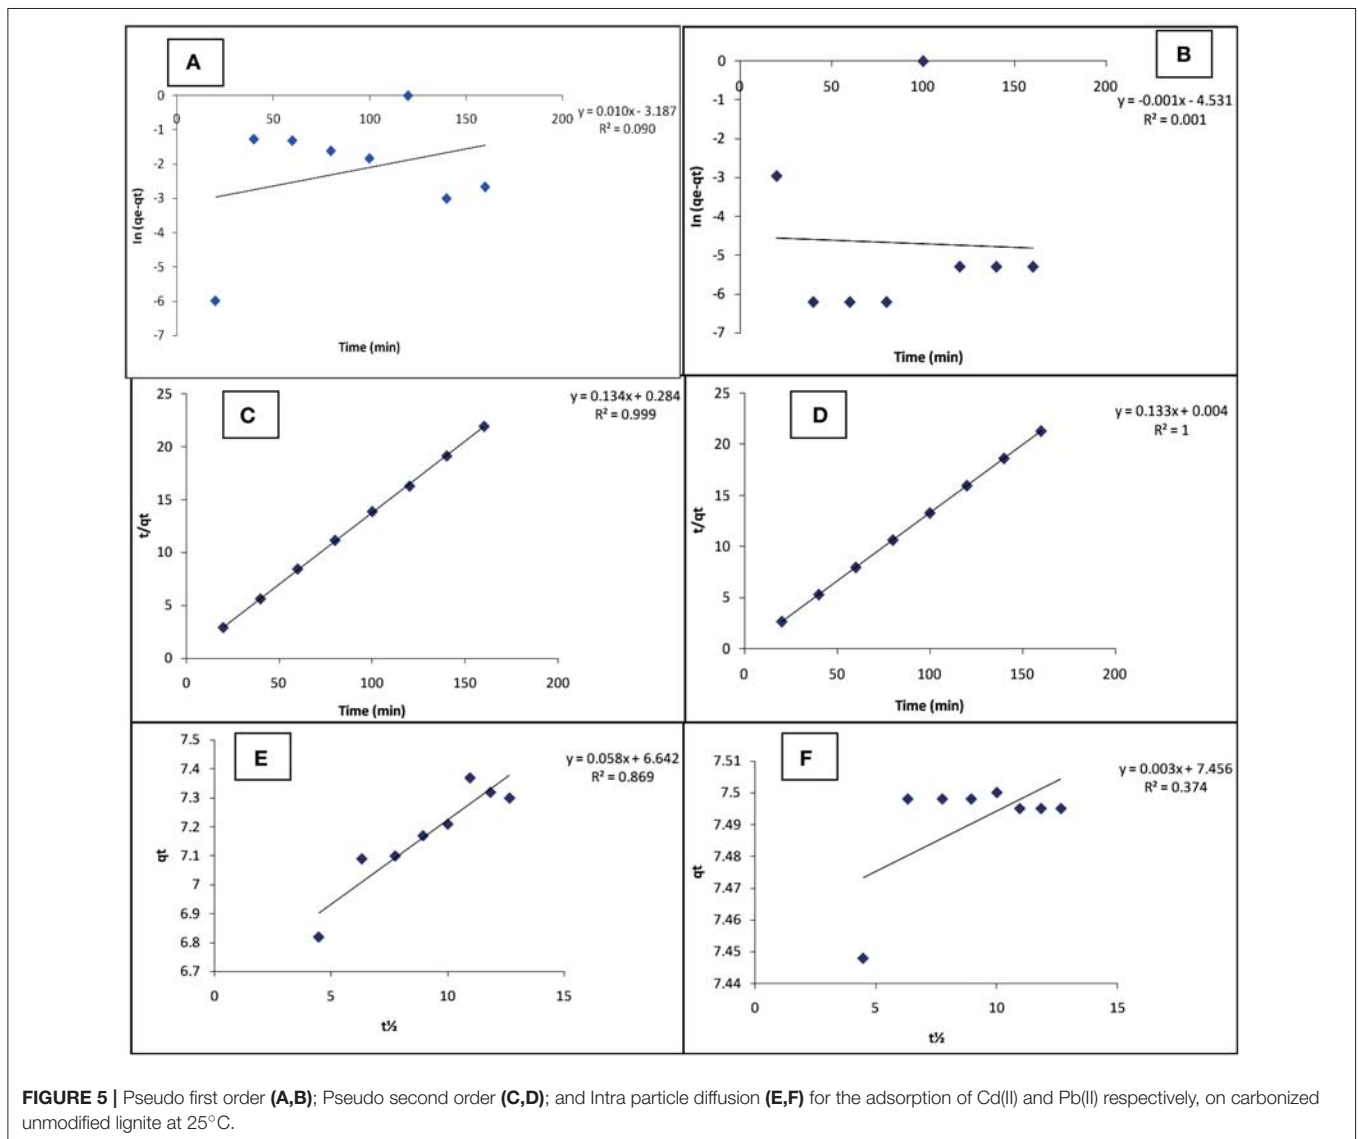 A
0
0 50 100 150 200
-1
-2
-3
-4
-5
-6
-7
ln (qe-qt)
Time (min)
y = 0.010x - 3.187
R² = 0.090
B
0
0 50 100 150 200
-1
-2
-3
-4
-5
-6
-7
ln (qe-qt)
Time (min)
y = -0.001x - 4.531
R² = 0.001
C
25
20
15
10
5
0
0 50 100 150 200
t/qt
Time (min)
y = 0.134x + 0.284
R² = 0.999
D
25
20
15
10
5
0
0 50 100 150 200
t/qt
Time (min)
y = 0.133x + 0.004
R² = 1
E
7.5
7.4
7.3
7.2
7.1
7
6.9
6.8
6.7
0 5 10 15
qt
t½
y = 0.058x + 6.642
R² = 0.869
F
7.51
7.5
7.49
7.48
7.47
7.46
7.45
7.44
0 5 10 15
qt
t½
y = 0.003x + 7.456
R² = 0.374
FIGURE 5 | Pseudo first order (A,B); Pseudo second order (C,D); and Intra particle diffusion (E,F) for the adsorption of Cd(II) and Pb(II) respectively, on carbonized
unmodified lignite at 25°C.